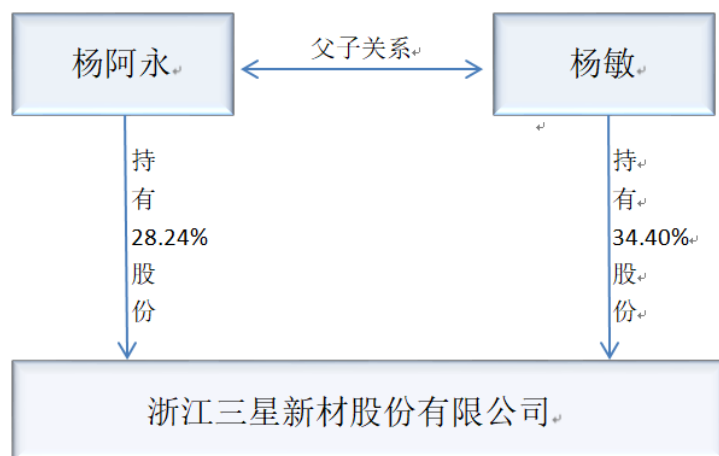 杨阿永
父子关系
杨敏
持
有
28.24%
股
份
持
有
34.40%
股
份
浙江三星新材股份有限公司